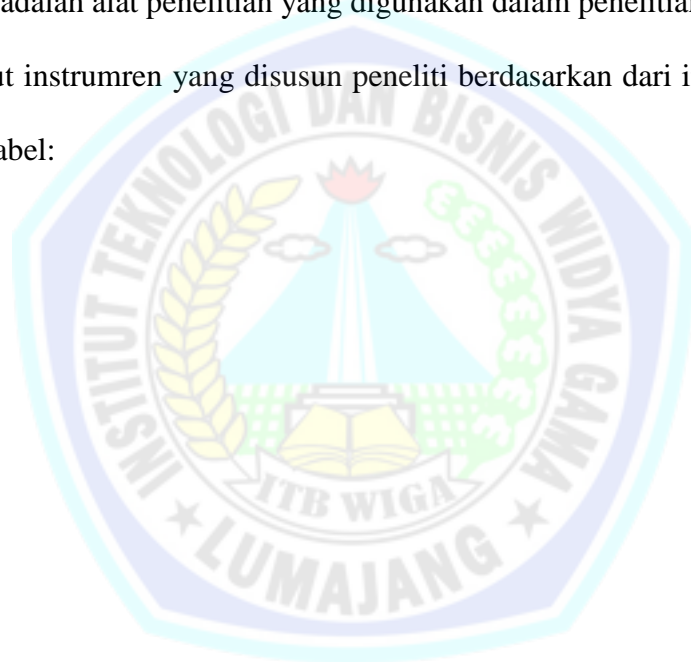 adalah alat penelitian yang digunakan dalam penelitian
ut instrumren yang disusun peneliti berdasarkan dari i
abel:
INSTITUT TEKNOLOGI DAN BISNIS WIDYA GAMA
ITB WIGA
LUMAJANG